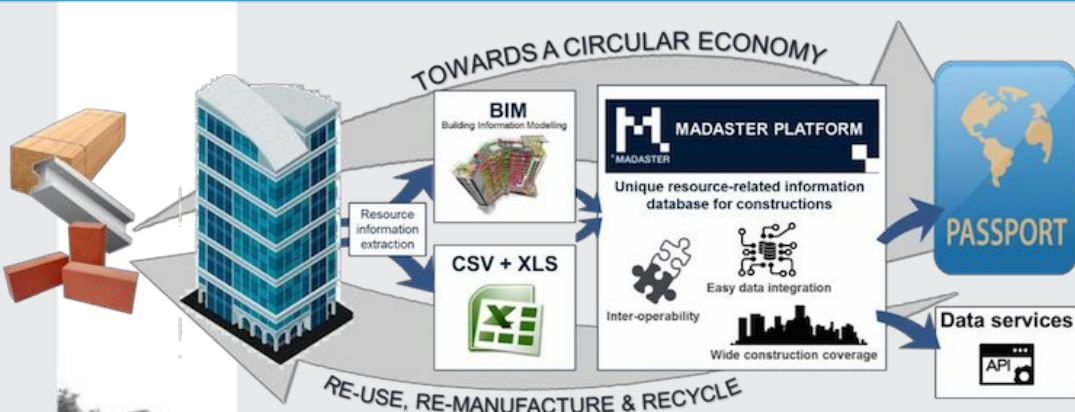 TOWARDS A CIRCULAR ECONOMY
BIM
Building Information Modelling
Resource
information
extraction
CSV + XLS
X
MADASTER
MADASTER PLATFORM
Unique resource-related information
database for constructions
Inter-operability
Easy data integration
Wide construction coverage
PASSPORT
Data services
API
RE-USE, RE-MANUFACTURE & RECYCLE